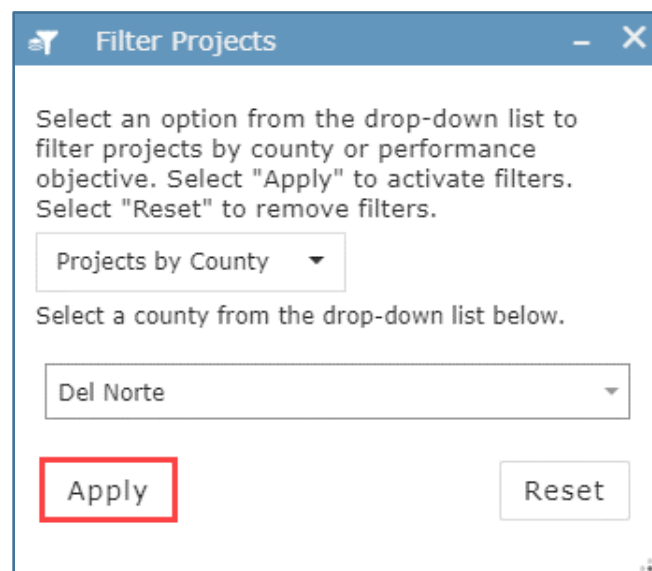 Filter Projects
Select an option from the drop-down list to
filter projects by county or performance
objective. Select "Apply" to activate filters.
Select "Reset" to remove filters.
Projects by County
Select a county from the drop-down list below.
Del Norte
Apply
Reset